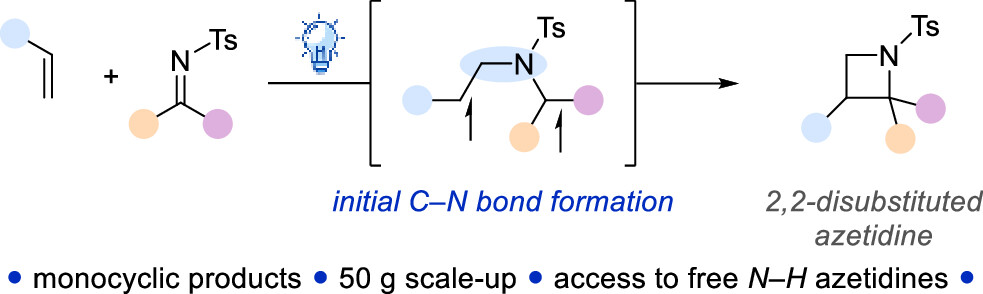 Ts
N
+
H
Ts
N
Ts
N
initial C–N bond formation
2,2-disubstituted
azetidine
• monocyclic products • 50 g scale-up • access to free N–H azetidines •